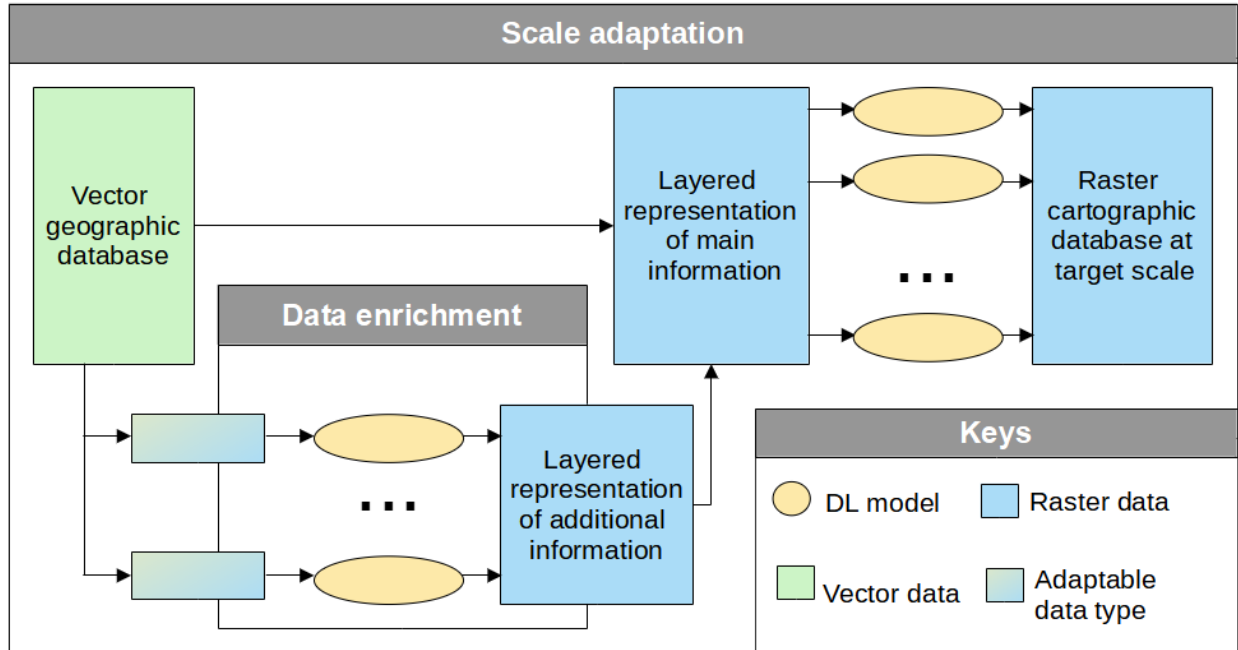 Scale adaptation
Vector
geographic
database
Layered
representation
of main
information
Raster
cartographic
database at
target scale
...
Data enrichment
...
Layered
representation
of additional
information
Keys
DL model
Raster data
Vector data
Adaptable
data type